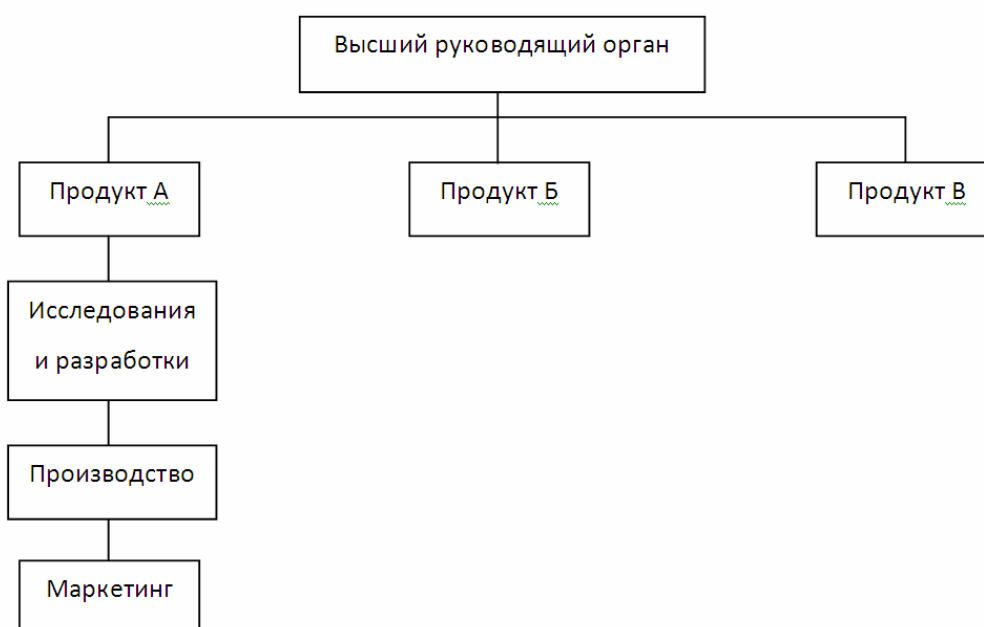 Высший руководящий орган
Продукт А
Продукт Б
Продукт В
Исследования
и разработки
Производство
Маркетинг